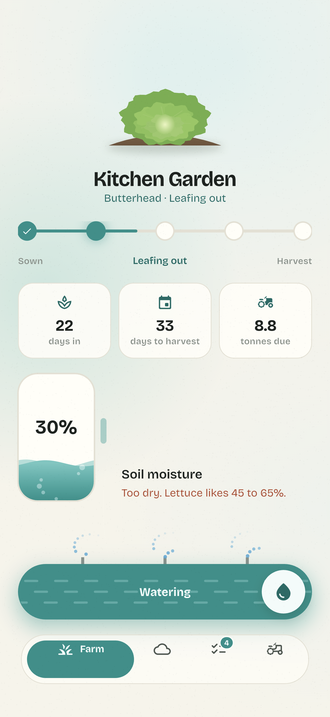 Kitchen Garden
Butterhead · Leafing out
Sown
Leafing out
Harvest
22
days in
33
days to harvest
8.8
tonnes due
30%
Soil moisture
Too dry. Lettuce likes 45 to 65%.
Watering
Farm
4